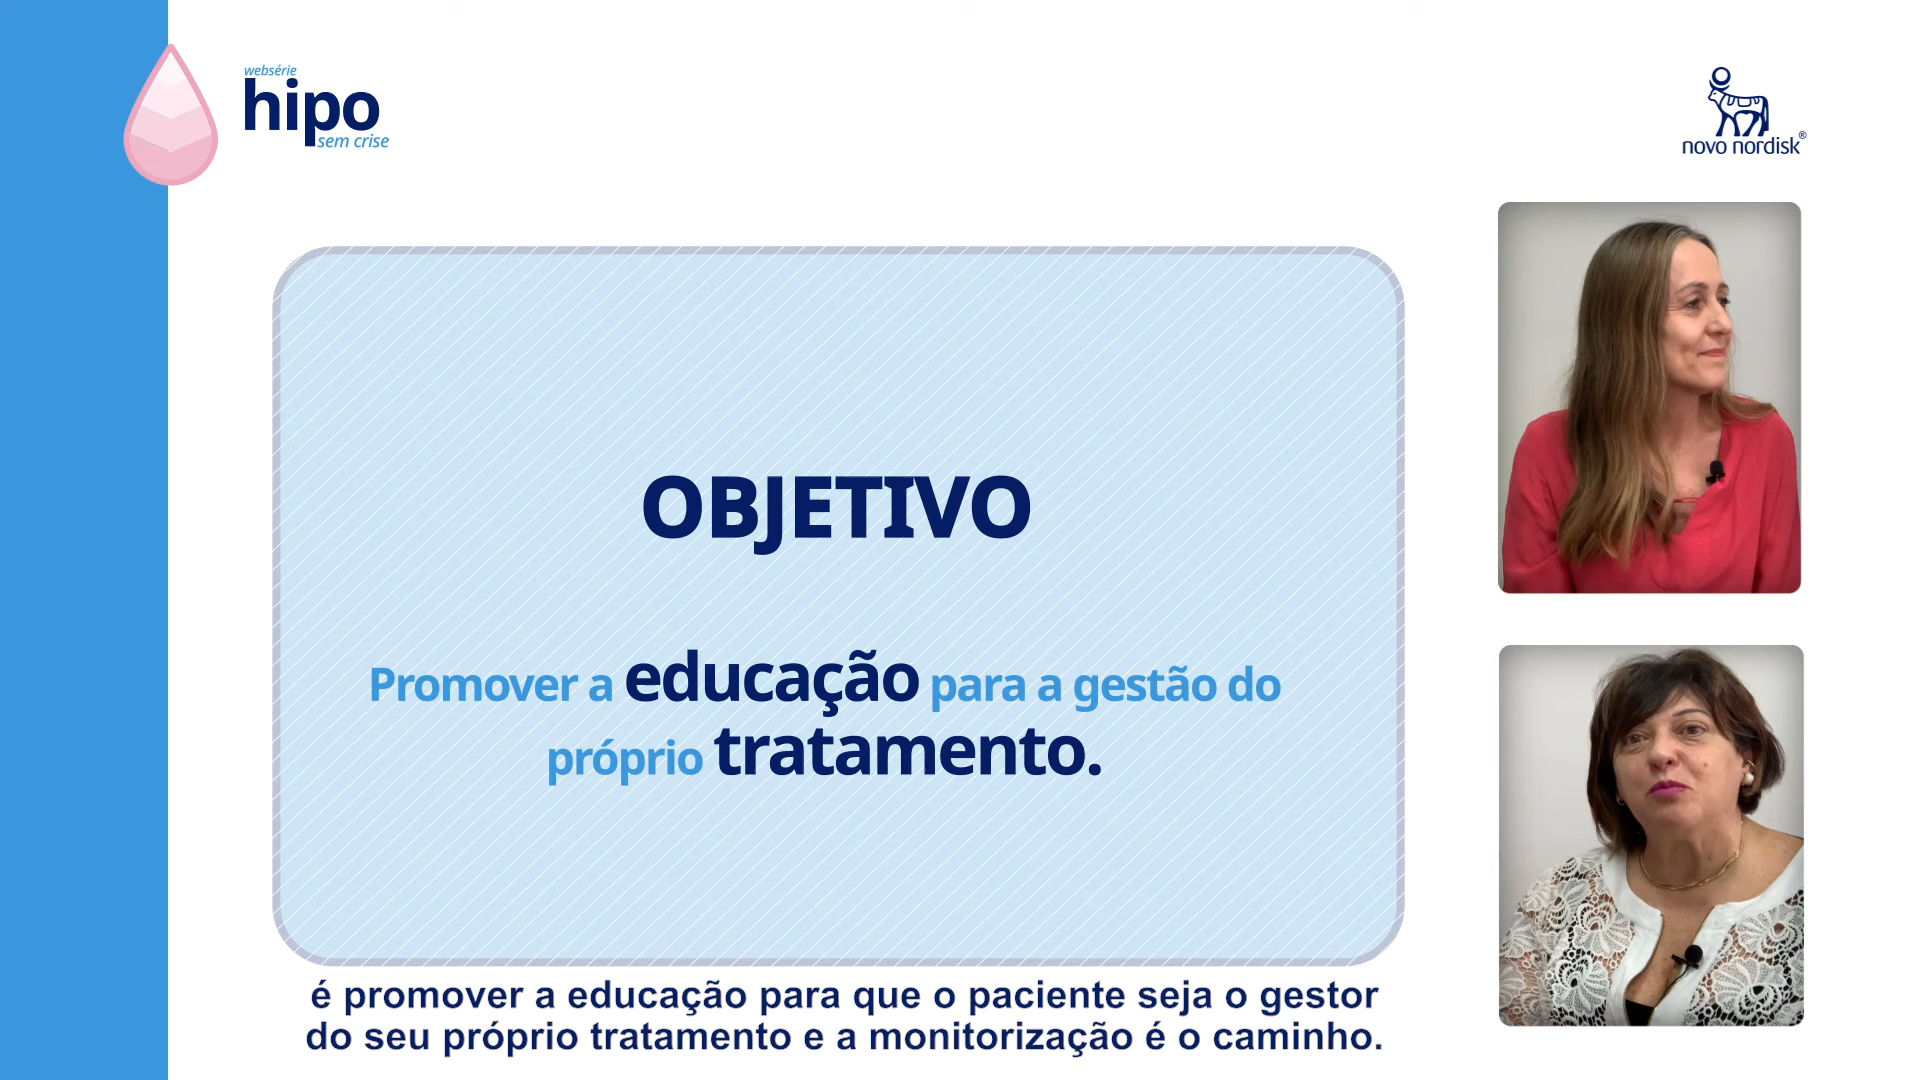 websérie
hipo
sem crise
novo nordisk®
OBJETIVO
Promover a educação para a gestão do
próprio tratamento.
é promover a educação para que o paciente seja o gestor
do seu próprio tratamento e a monitorização é o caminho.